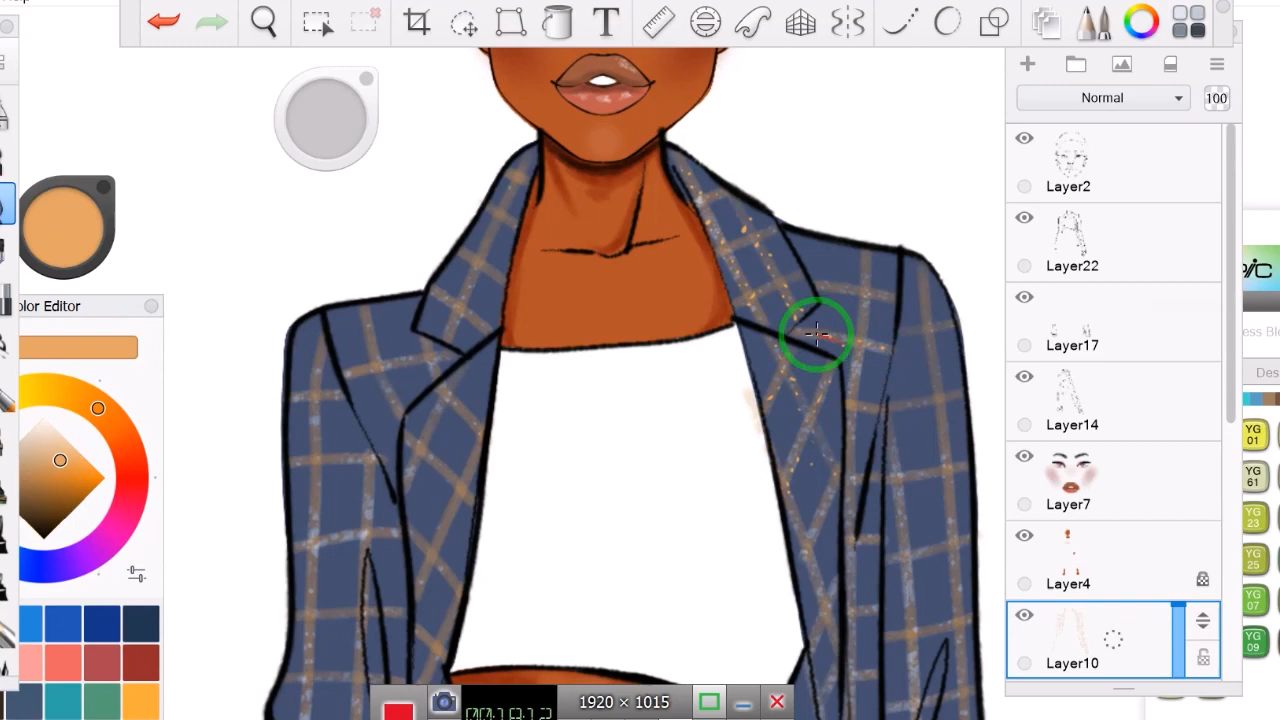 T
Normal
100
Layer2
Layer22
Layer17
Layer14
Layer7
Layer4
Layer10
olor Editor
1920 × 1015
Des
YG
01
YG
61
YG
23
YG
25
YG
07
YG
09